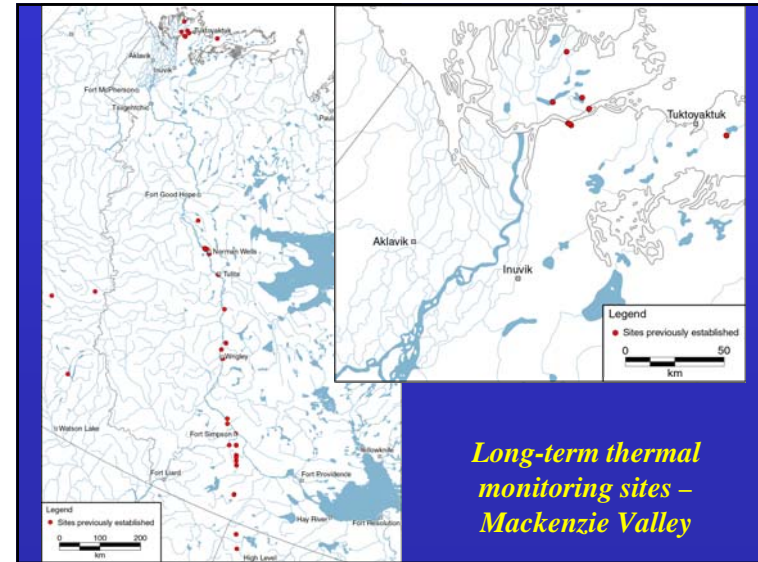 Tuktoyaktuk
Aklavik
Inuvik
Fort McPherson
Tsiigehtchic
Fort Good Hope
Norman Wells
Tulita
Wrigley
Watson Lake
Fort Simpson
Yellowknife
Fort Liard
Fort Providence
Hay River
Fort Resolution
High Level
Legend
Sites previously established
0 100 200
km
Tuktoyaktuk
Aklavik
Inuvik
Legend
Sites previously established
0 50
km
Long-term thermal
monitoring sites –
Mackenzie Valley